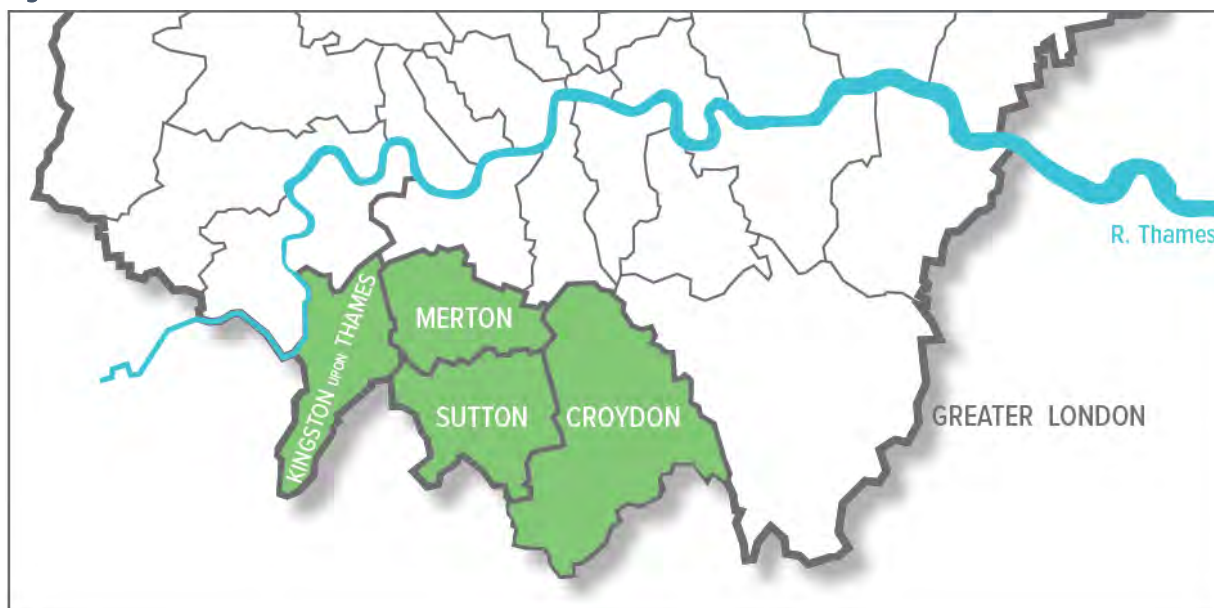 R. Thames
KINGSTON UPON THAMES
MERTON
SUTTON
CROYDON
GREATER LONDON